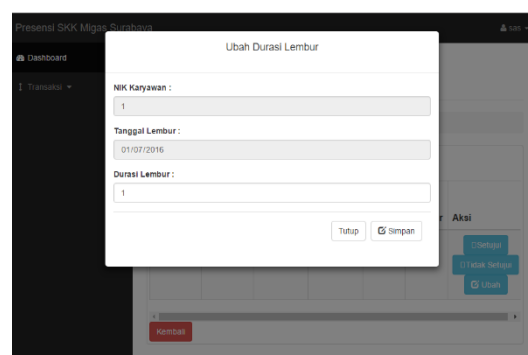 Presensi SKK Migas Surabaya
sas
Dashboard
Transaksi
Ubah Durasi Lembur
NIK Karyawan :
1
Tanggal Lembur :
01/07/2016
Durasi Lembur :
1
Tutup
Simpan
r
Aksi
Setujui
Tidak Setujui
Ubah
Kembali